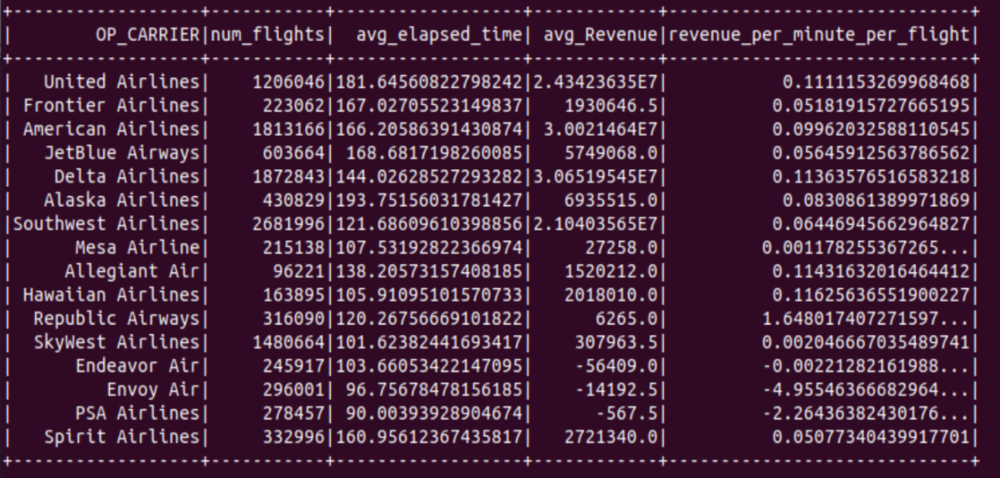 +------------------+-----------+------------------+------------+-----------------------------+
|        OP_CARRIER|num_flights|  avg_elapsed_time| avg_Revenue|revenue_per_minute_per_flight|
+------------------+-----------+------------------+------------+-----------------------------+
|   United Airlines|    1206046|181.64560822798242|2.43423635E7|           0.1111153269968468|
| Frontier Airlines|     223062|167.02705523149837|   1930646.5|          0.05181915727665195|
| American Airlines|    1813166|166.20586391430874| 3.0021464E7|          0.09962032588110545|
|   JetBlue Airways|     603664| 168.6817198260085|   5749068.0|          0.05645912563786562|
|    Delta Airlines|    1872843|144.02628527293282|3.06519545E7|          0.11363576516583218|
|   Alaska Airlines|     430829|193.75156031781427|   6935515.0|           0.0830861389971869|
|Southwest Airlines|    2681996|121.68609610398856|2.10403565E7|          0.06446945662964827|
|      Mesa Airline|     215138|107.53192822366974|     27258.0|         0.001178255367265...|
|     Allegiant Air|      96221|138.20573157408185|   1520212.0|          0.11431632016464412|
| Hawaiian Airlines|     163895|105.91095101570733|   2018010.0|          0.11625636551900227|
|  Republic Airways|     316090|120.26756669101822|      6265.0|         1.648017407271597...|
|  SkyWest Airlines|    1480664|101.62382441693417|    307963.5|         0.002046667035489741|
|      Endeavor Air|     245917|103.66053422147095|    -56409.0|         -0.00221282161988...|
|         Envoy Air|     296001| 96.75678478156185|    -14192.5|         -4.95546366682964...|
|      PSA Airlines|     278457| 90.00393928904674|      -567.5|         -2.26436382430176...|
|   Spirit Airlines|     332996|160.95612367435817|   2721340.0|          0.05077340439917701|
+------------------+-----------+------------------+------------+-----------------------------+